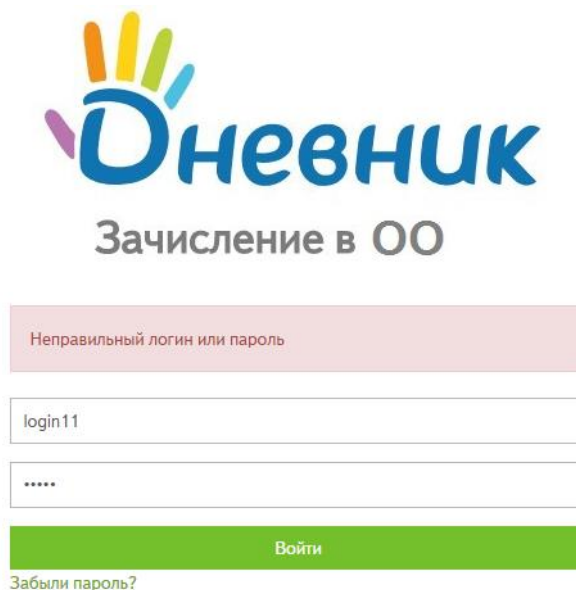 Дневник
Зачисление в ОО
Неправильный логин или пароль
login11
•••••
Войти
Забыли пароль?